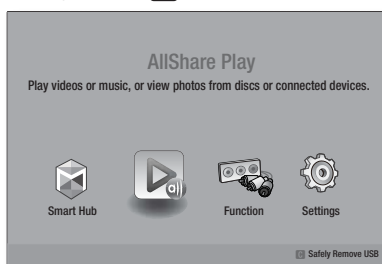 AllShare Play
Play videos or music, or view photos from discs or connected devices.
Smart Hub
Function
Settings
Safely Remove USB